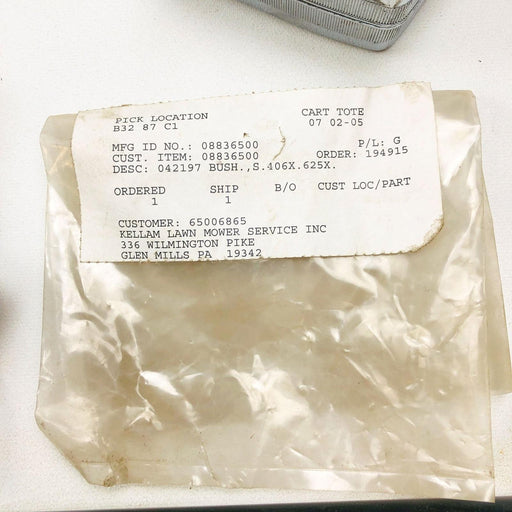 PICK LOCATION CART TOTE
B32 87 C1 07 02-05
MFG ID NO.: 08836500 P/L: G
CUST. ITEM: 08836500 ORDER: 194915
DESC: 042197 BUSH.,S.406X.625X.
ORDERED SHIP B/O CUST LOC/PART
1 1
CUSTOMER: 65006865
KELLAM LAWN MOWER SERVICE INC
336 WILMINGTON PIKE
GLEN MILLS PA 19342